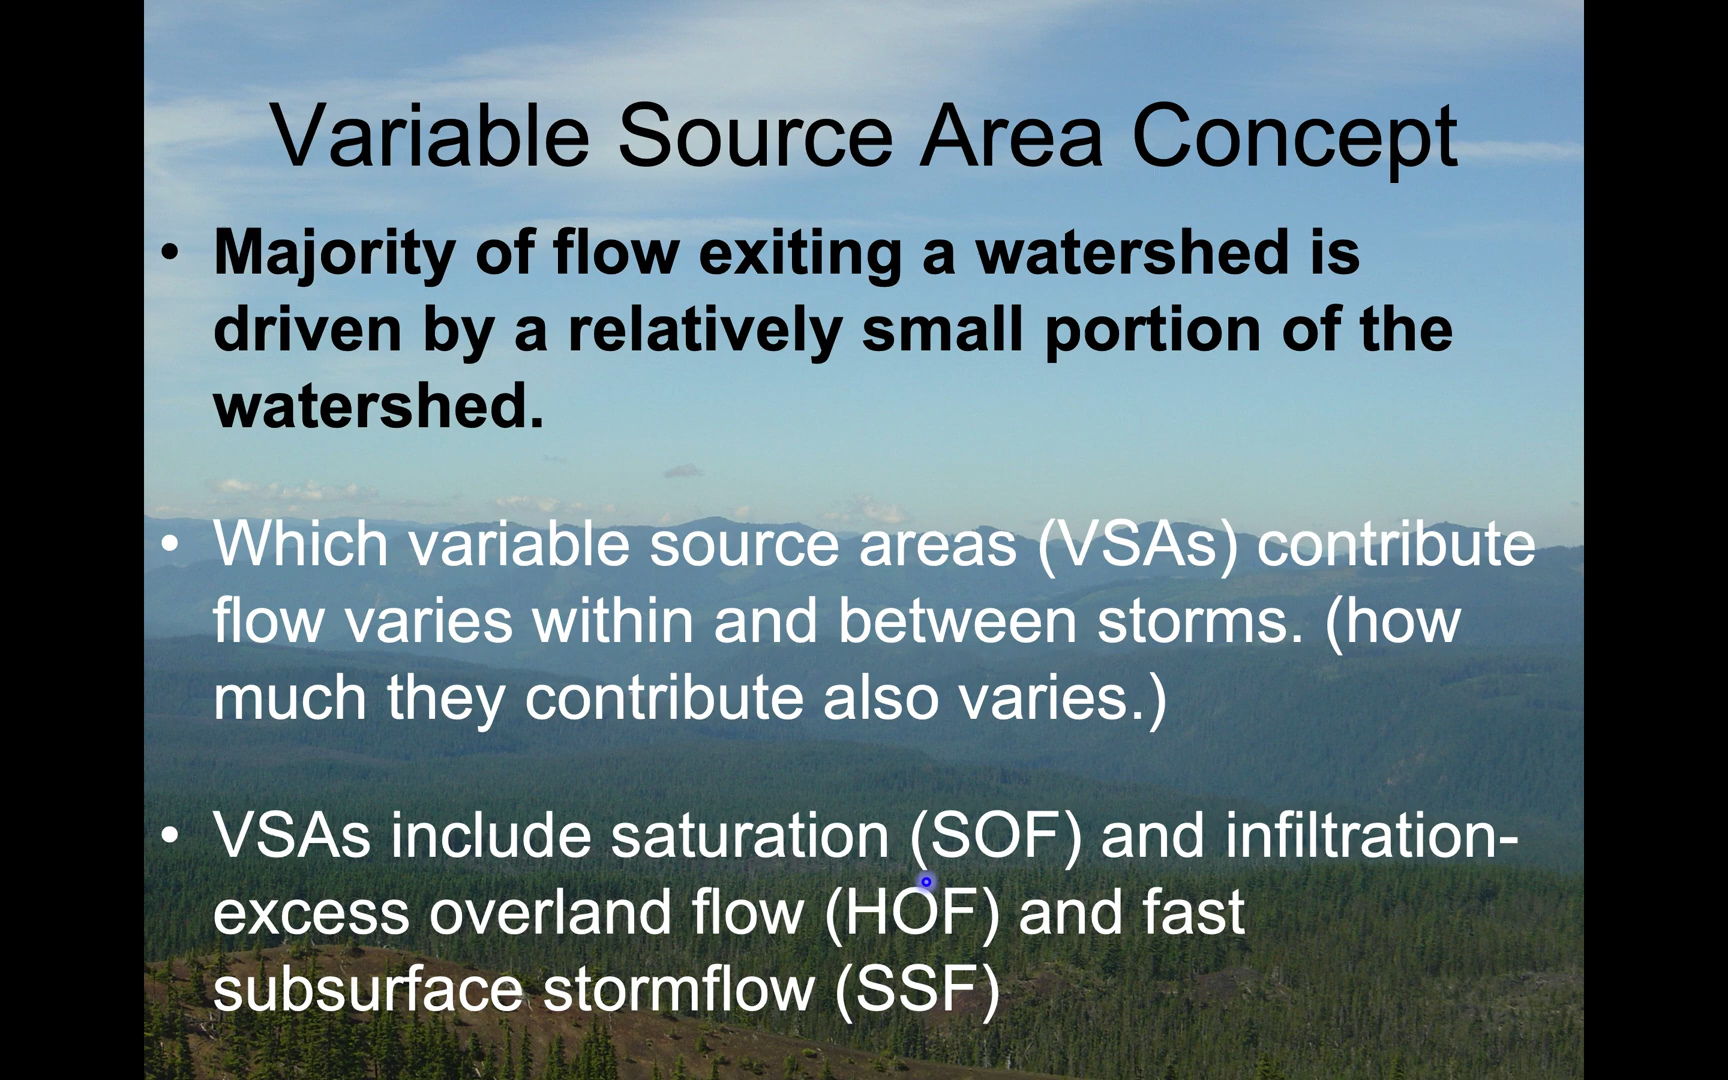 Variable Source Area Concept
• Majority of flow exiting a watershed is
driven by a relatively small portion of the
watershed.
• Which variable source areas (VSAs) contribute
flow varies within and between storms. (how
much they contribute also varies.)
• VSAs include saturation (SOF) and infiltration-
excess overland flow (HOF) and fast
subsurface stormflow (SSF)